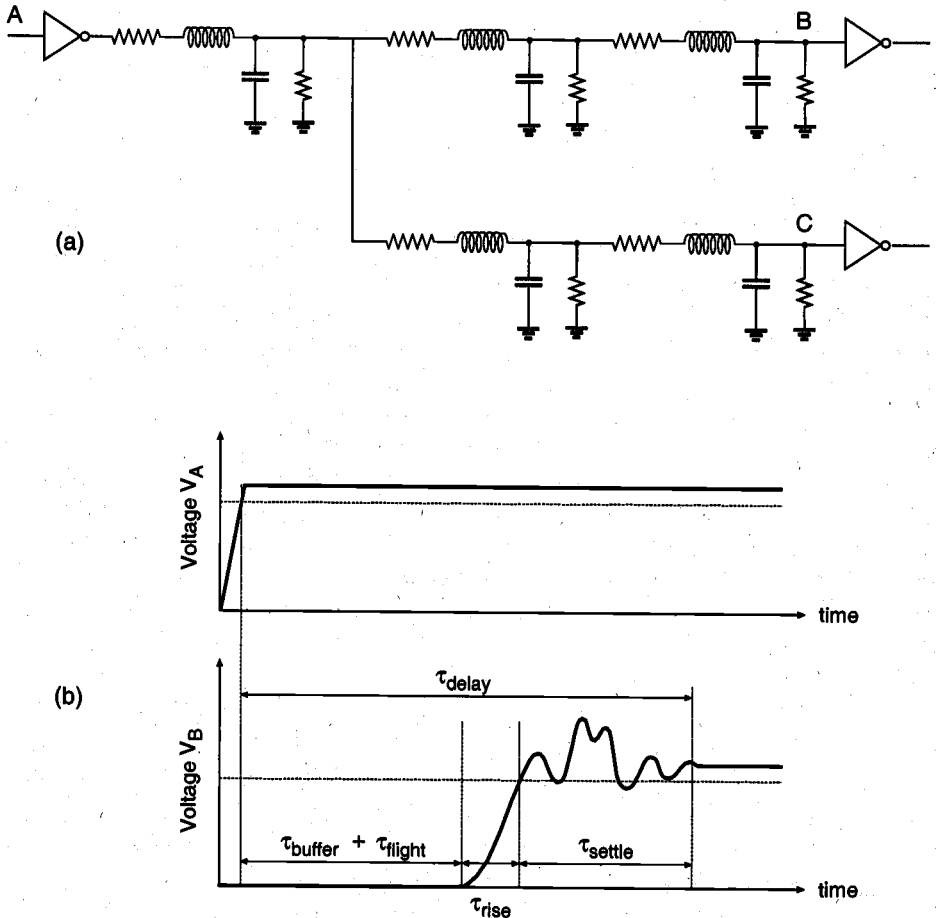 A
B
(a)
C
Voltage V_A
time
(b)
τ_delay
Voltage V_B
τ_buffer + τ_flight
τ_settle
τ_rise
time